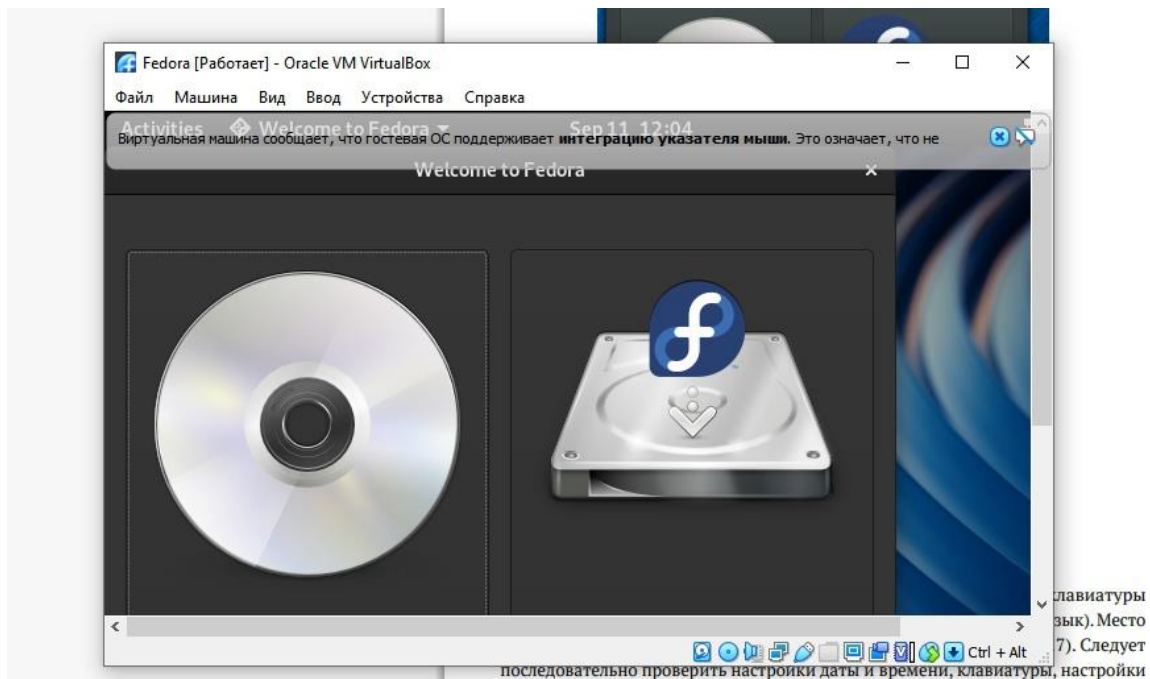 Fedora [Работает] - Oracle VM VirtualBox
Файл Машина Вид Ввод Устройства Справка
Activities Welcome to Fedora Sep 11 12:04
Виртуальная машина сообщает, что гостевая ОС поддерживает интеграцию указателя мыши. Это означает, что не
Welcome to Fedora
клавиатуры
зык). Место
7). Следует
Ctrl + Alt
последовательно проверить настройки даты и времени, клавиатуры, настройки